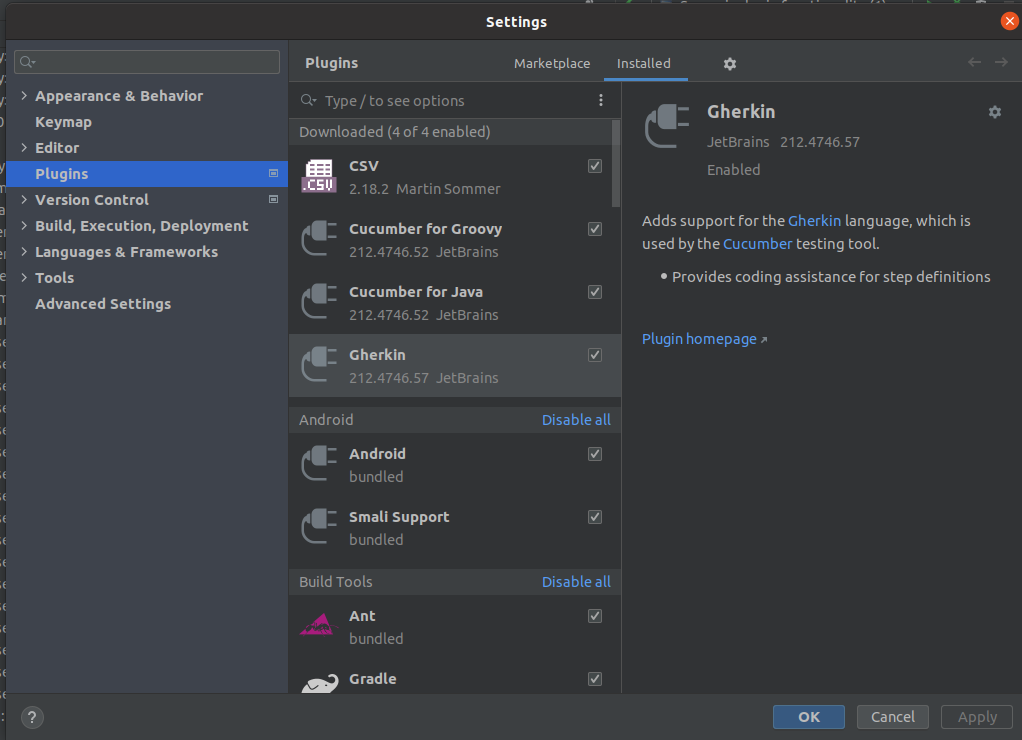 Settings
Plugins
Marketplace
Installed
Appearance & Behavior
Keymap
Editor
Plugins
Version Control
Build, Execution, Deployment
Languages & Frameworks
Tools
Advanced Settings
Type / to see options
Downloaded (4 of 4 enabled)
.CSV
CSV
2.18.2 Martin Sommer
Cucumber for Groovy
212.4746.52 JetBrains
Cucumber for Java
212.4746.52 JetBrains
Gherkin
212.4746.57 JetBrains
Android Disable all
Android
bundled
Smali Support
bundled
Build Tools Disable all
Ant
bundled
Gradle
Gherkin
JetBrains 212.4746.57
Enabled
Adds support for the Gherkin language, which is
used by the Cucumber testing tool.
• Provides coding assistance for step definitions
Plugin homepage ↗
?
OK
Cancel
Apply